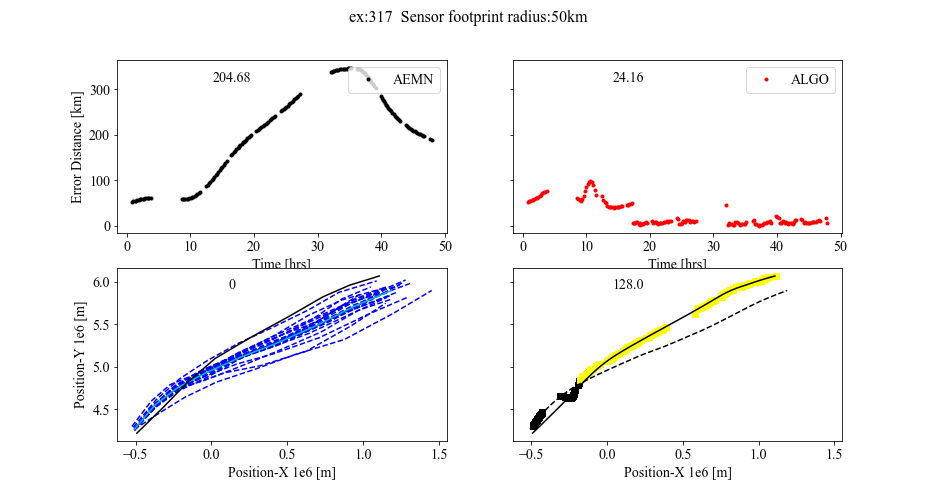 ex:317  Sensor footprint radius:50km
204.68
AEMN
24.16
ALGO
300
200
100
0
Error Distance [km]
0 10 20 30 40 50
0 10 20 30 40 50
Time [hrs]
Time [hrs]
0
128.0
6.0
5.5
5.0
4.5
Position-Y 1e6 [m]
−0.5 0.0 0.5 1.0 1.5
−0.5 0.0 0.5 1.0 1.5
Position-X 1e6 [m]
Position-X 1e6 [m]